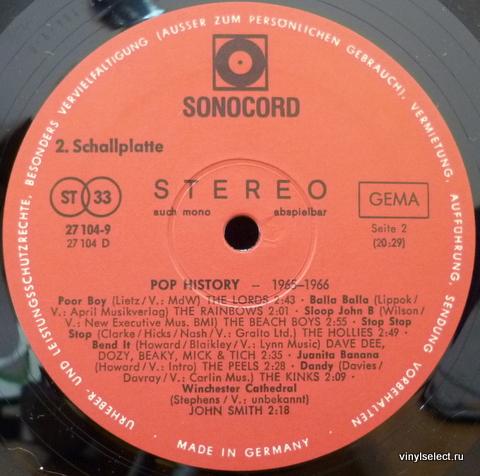 URHEBER- UND LEISTUNGSSCHUTZRECHTE, BESONDERS VERVIELFÄLTIGUNG (AUSSER ZUM PERSÖNLICHEN GEBRAUCH), VERMIETUNG, AUFFÜHRUNG, SENDUNG VORBEHALTEN
SONOCORD
2. Schallplatte
ST 33
STEREO
GEMA
auch mono abspielbar
27 104-9
27 104 D
Seite 2
(20:29)
POP HISTORY – 1965-1966
Poor Boy (Lietz/V.: MdW) THE LORDS 2:43 · Balla Balla (Lippok/
V.: April Musikverlag) THE RAINBOWS 2:01 · Sloop John B (Wilson/
V.: New Executive Mus. BMI) THE BEACH BOYS 2:55 · Stop Stop
Stop (Clarke/Hicks/Nash/V.: Gralto Ltd.) THE HOLLIES 2:49 ·
Bend It (Howard/Blaikley/V.: Lynn Music) DAVE DEE,
DOZY, BEAKY, MICK & TICH 2:35 · Juanita Banana
(Howard/V.: Intro) THE PEELS 2:28 · Dandy (Davies/
Davray/V.: Carlin Mus.) THE KINKS 2:09 ·
Winchester Cathedral
(Stephens/V.: unbekannt)
JOHN SMITH 2:18
· MADE IN GERMANY ·
vinylselect.ru